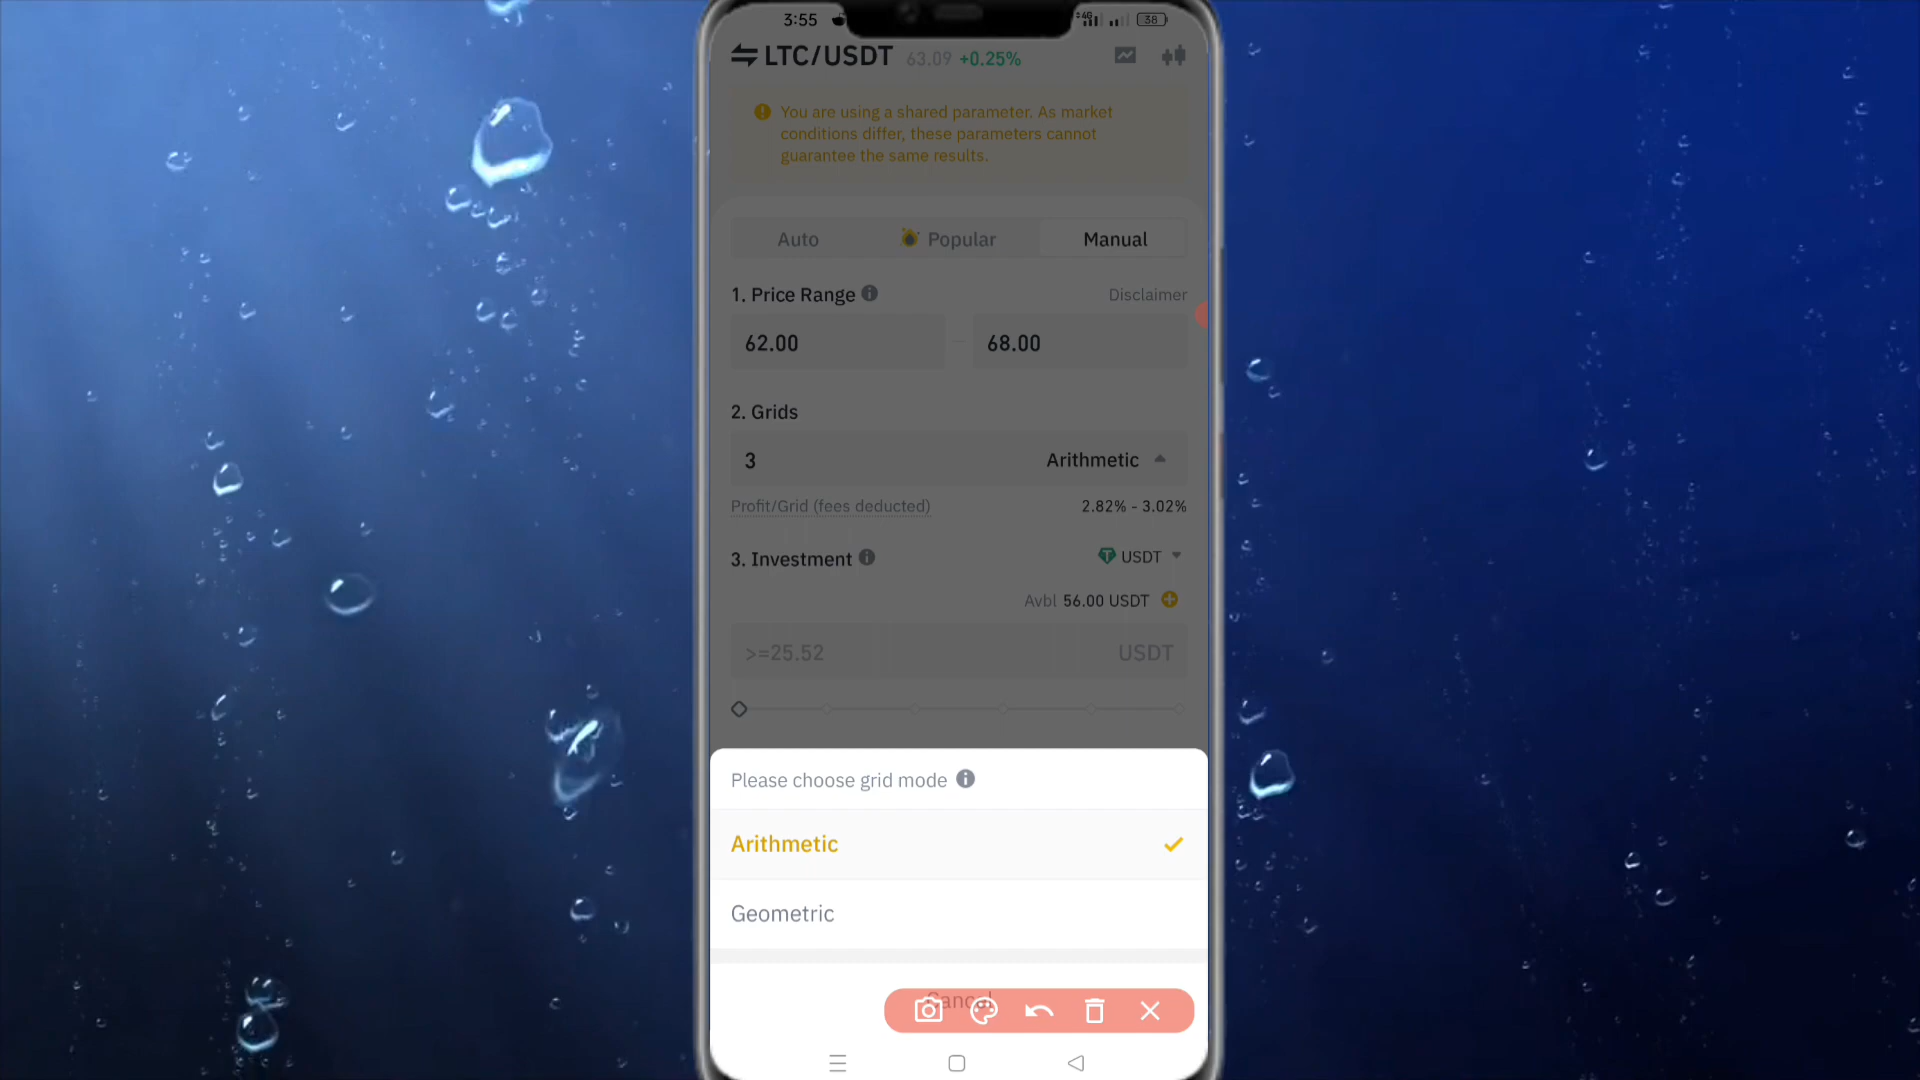 3:55
4G
38
LTC/USDT 63.09 +0.25%
You are using a shared parameter. As market
conditions differ, these parameters cannot
guarantee the same results.
Auto Popular Manual
1. Price Range Disclaimer
62.00 – 68.00
2. Grids
3 Arithmetic
Profit/Grid (fees deducted) 2.82% - 3.02%
3. Investment USDT
Avbl 56.00 USDT
>=25.52 USDT
Please choose grid mode
Arithmetic
Geometric
Cancel